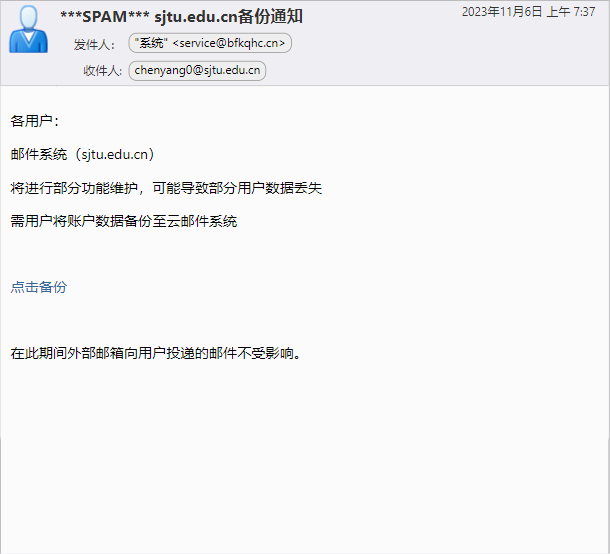 ***SPAM*** sjtu.edu.cn备份通知
2023年11月6日 上午 7:37
发件人: "系统" <service@bfkqhc.cn>
收件人: chenyang0@sjtu.edu.cn
各用户：
邮件系统（sjtu.edu.cn）
将进行部分功能维护，可能导致部分用户数据丢失
需用户将账户数据备份至云邮件系统
点击备份
在此期间外部邮箱向用户投递的邮件不受影响。